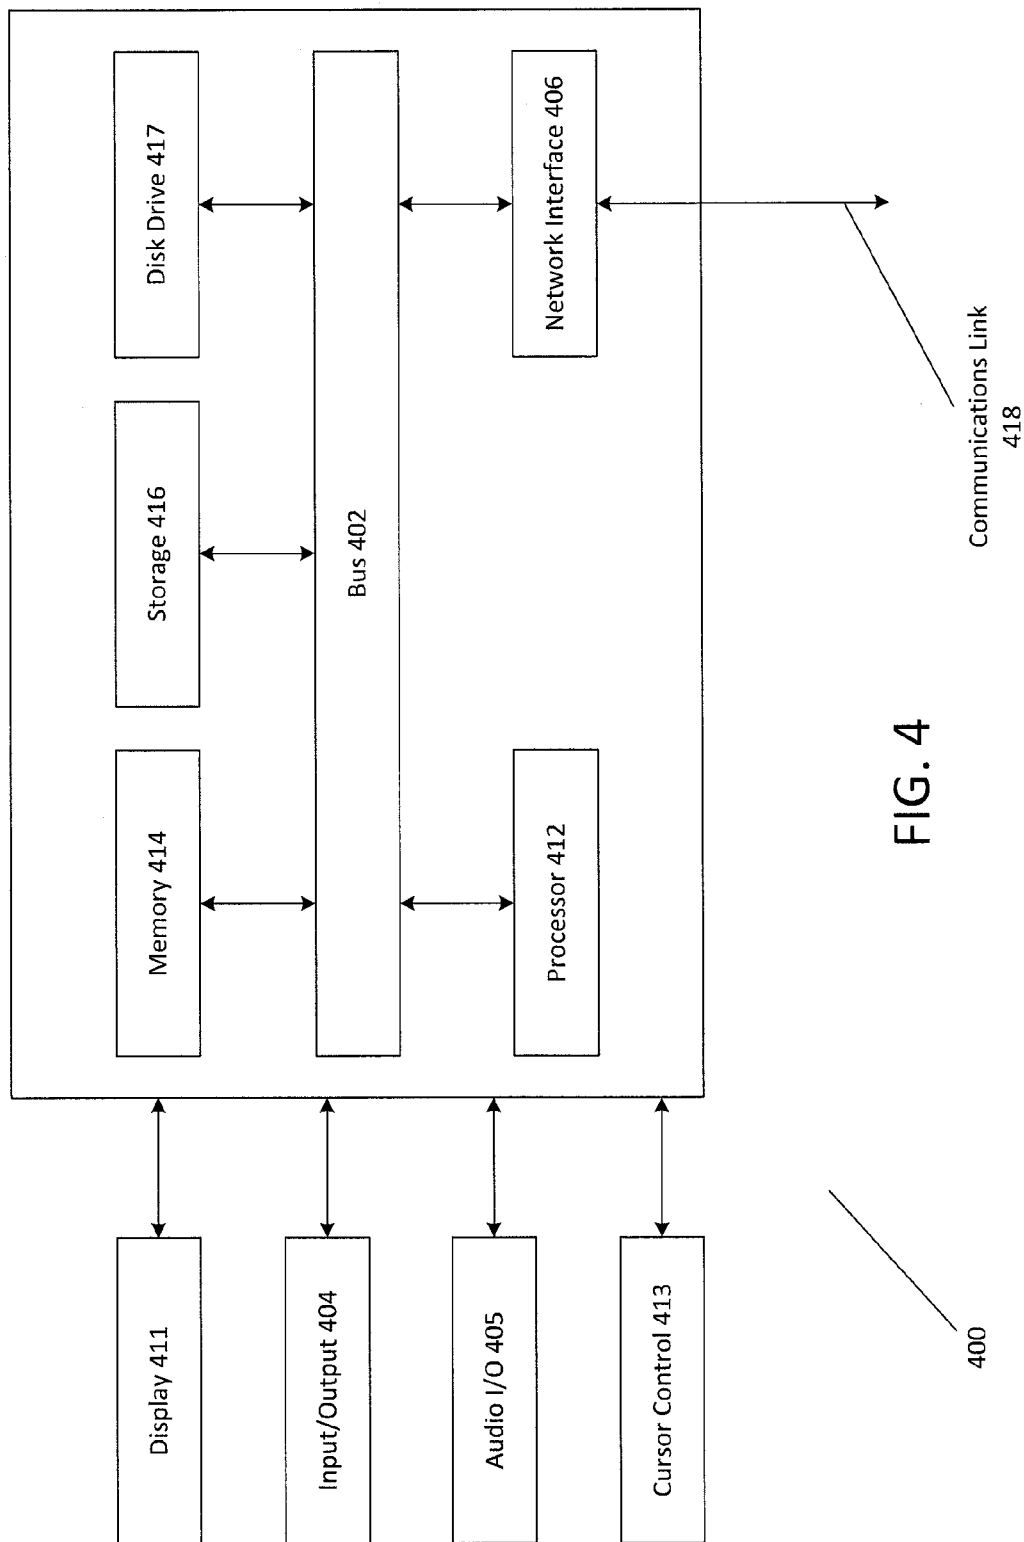 Display 411
Memory 414
Storage 416
Disk Drive 417
Input/Output 404
Bus 402
Audio I/O 405
Processor 412
Network Interface 406
Cursor Control 413
Communications Link
418
400
FIG. 4